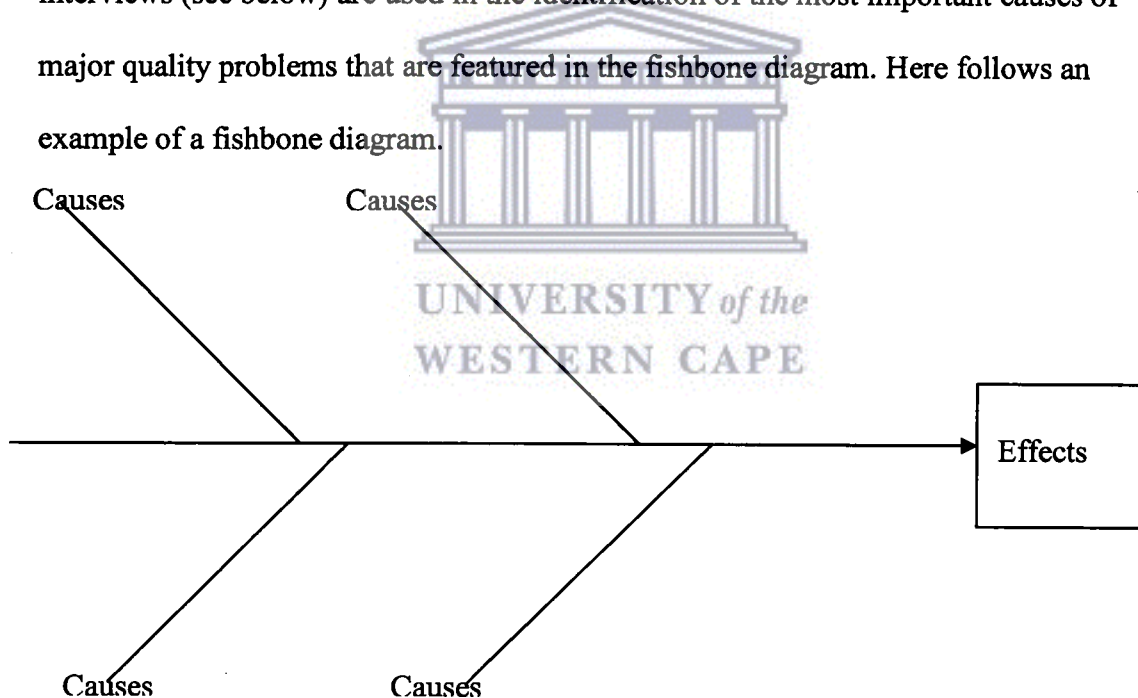 interviews (see below) are used in the identification of the most important causes of
major quality problems that are featured in the fishbone diagram. Here follows an
example of a fishbone diagram.
Causes Causes
UNIVERSITY of the
WESTERN CAPE
Effects
Causes Causes